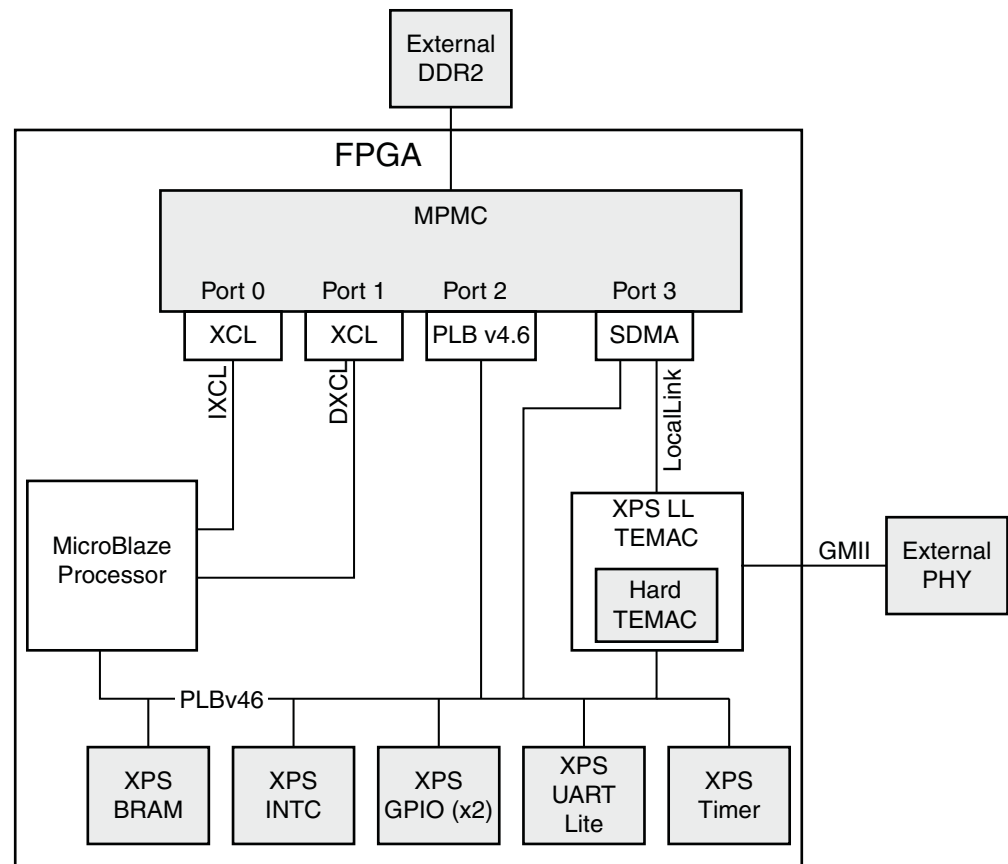 External
DDR2
FPGA
MPMC
Port 0 Port 1 Port 2 Port 3
XCL XCL PLB v4.6 SDMA
IXCL
DXCL
LocalLink
MicroBlaze
Processor
XPS LL
TEMAC
Hard
TEMAC
GMII
External
PHY
PLBv46
XPS
BRAM
XPS
INTC
XPS
GPIO (x2)
XPS
UART
Lite
XPS
Timer